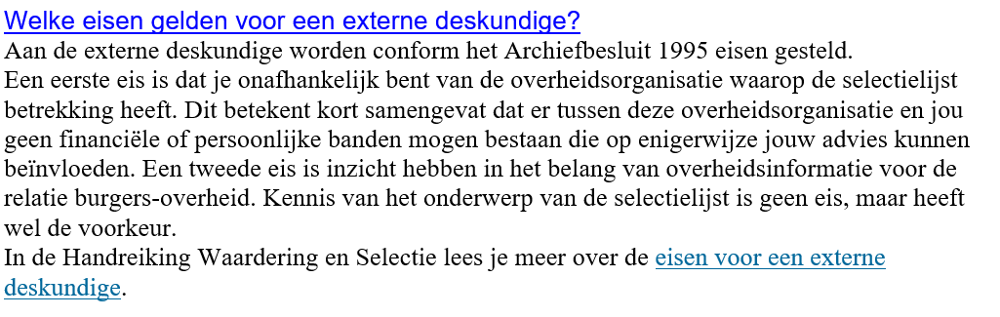 Welke eisen gelden voor een externe deskundige?
Aan de externe deskundige worden conform het Archiefbesluit 1995 eisen gesteld.
Een eerste eis is dat je onafhankelijk bent van de overheidsorganisatie waarop de selectielijst
betrekking heeft. Dit betekent kort samengevat dat er tussen deze overheidsorganisatie en jou
geen financiële of persoonlijke banden mogen bestaan die op enigerwijze jouw advies kunnen
beïnvloeden. Een tweede eis is inzicht hebben in het belang van overheidsinformatie voor de
relatie burgers-overheid. Kennis van het onderwerp van de selectielijst is geen eis, maar heeft
wel de voorkeur.
In de Handreiking Waardering en Selectie lees je meer over de eisen voor een externe
deskundige.